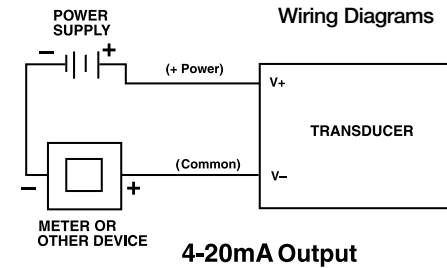 Wiring Diagrams
POWER
SUPPLY
− +
(+ Power)
V+
TRANSDUCER
(Common)
V−
− +
METER OR
OTHER DEVICE
4-20mA Output